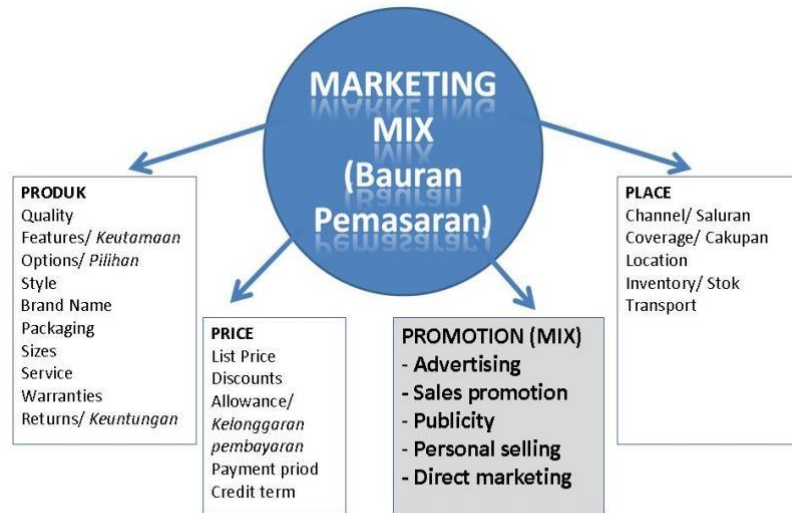 MARKETING
MIX
(Bauran
Pemasaran)
PRODUK
Quality
Features/ Keutamaan
Options/ Pilihan
Style
Brand Name
Packaging
Sizes
Service
Warranties
Returns/ Keuntungan
PRICE
List Price
Discounts
Allowance/
Kelonggaran
pembayaran
Payment priod
Credit term
PROMOTION (MIX)
- Advertising
- Sales promotion
- Publicity
- Personal selling
- Direct marketing
PLACE
Channel/ Saluran
Coverage/ Cakupan
Location
Inventory/ Stok
Transport